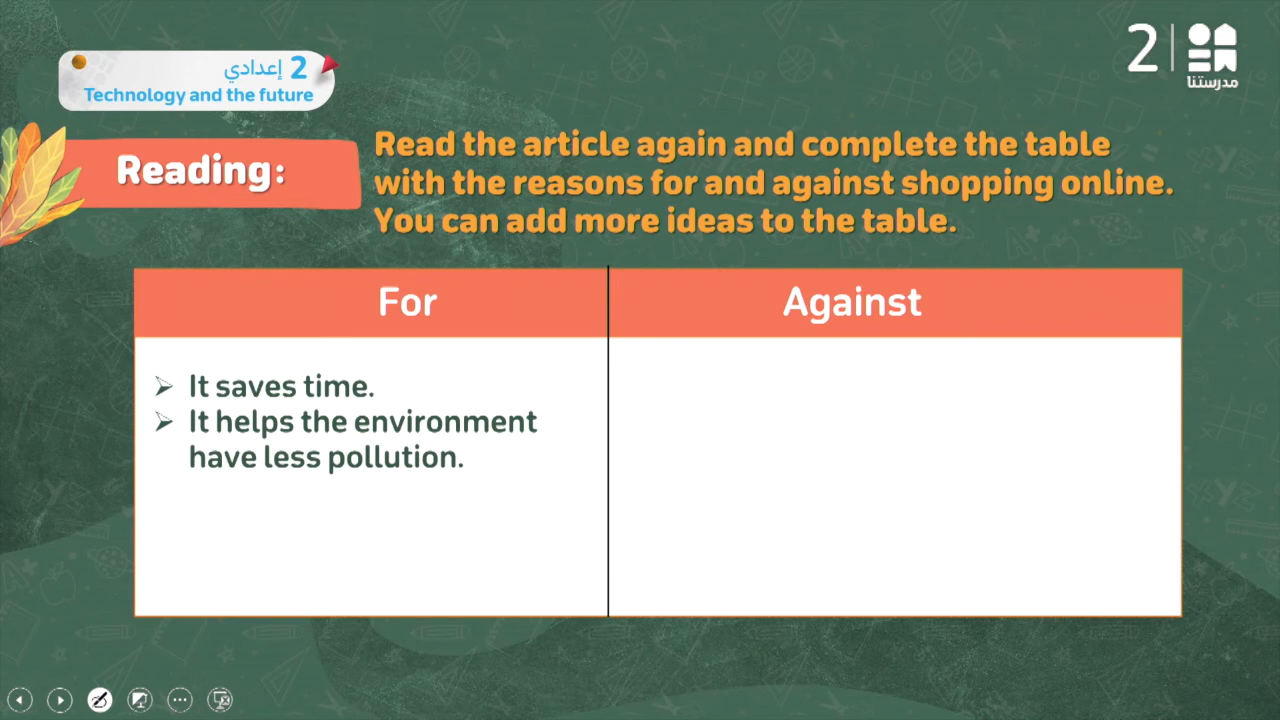 2
مدرستنا
2 إعدادي
Technology and the future
Reading:
Read the article again and complete the table
with the reasons for and against shopping online.
You can add more ideas to the table.
For
Against
➢ It saves time.
➢ It helps the environment
have less pollution.